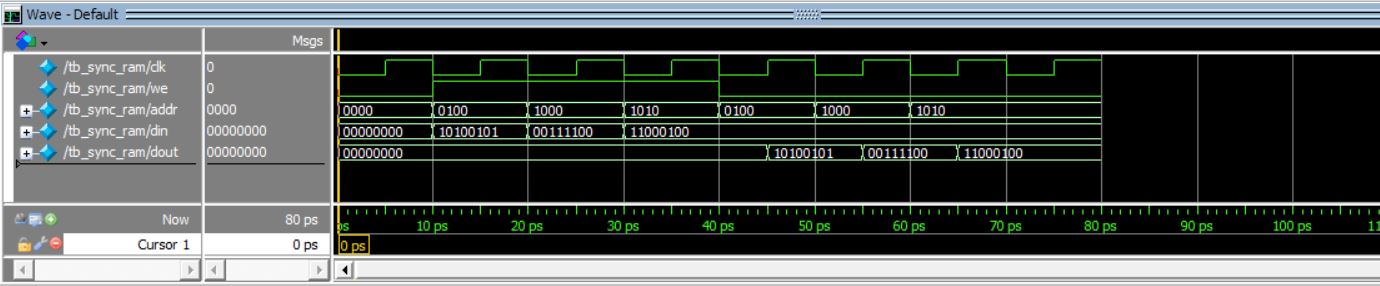 Wave - Default
Msgs
/tb_sync_ram/clk 0
/tb_sync_ram/we 0
/tb_sync_ram/addr 0000 0000 0100 1000 1010 0100 1000 1010
/tb_sync_ram/din 00000000 00000000 10100101 00111100 11000100
/tb_sync_ram/dout 00000000 00000000 10100101 00111100 11000100
Now 80 ps ps 10 ps 20 ps 30 ps 40 ps 50 ps 60 ps 70 ps 80 ps 90 ps 100 ps 11
Cursor 1 0 ps 0 ps